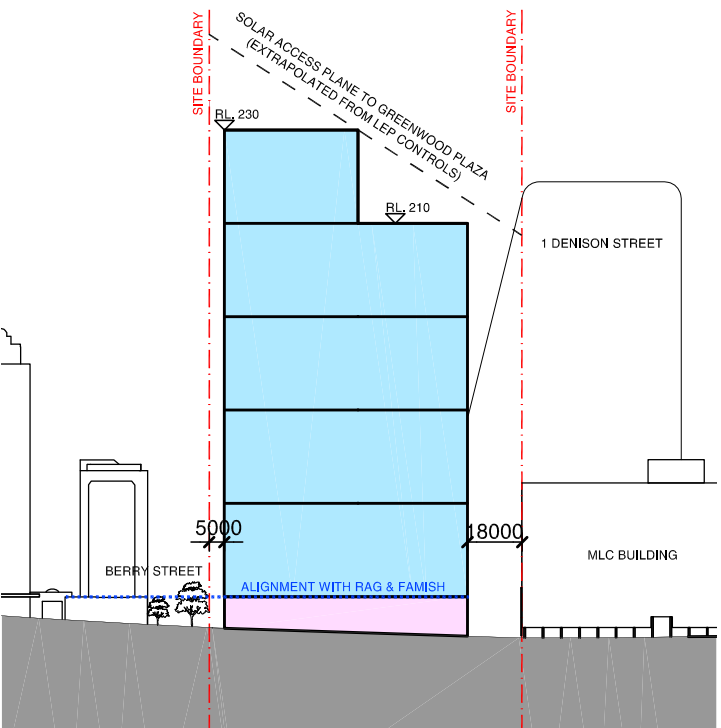 SOLAR ACCESS PLANE TO GREENWOOD PLAZA
(EXTRAPOLATED FROM LEP CONTROLS)
SITE BOUNDARY
SITE BOUNDARY
RL. 230
RL. 210
1 DENISON STREET
5000
18000
MLC BUILDING
BERRY STREET
ALIGNMENT WITH RAG & FAMISH